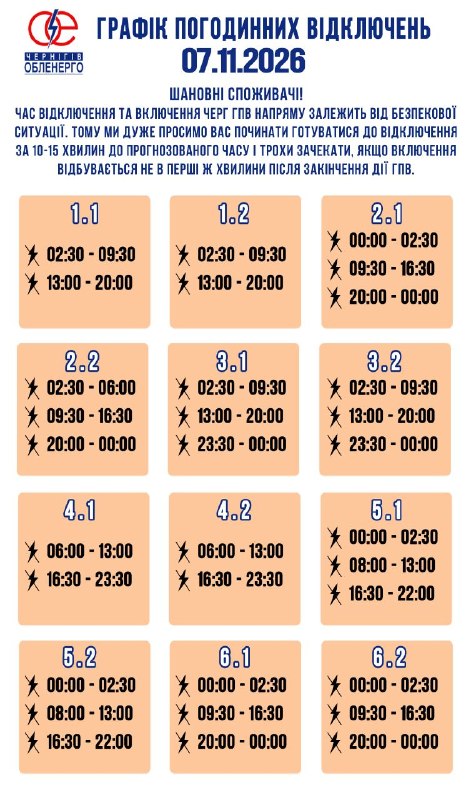 ЧЕРНІГІВ
ОБЛЕНЕРГО
ГРАФІК ПОГОДИННИХ ВІДКЛЮЧЕНЬ
07.11.2026
ШАНОВНІ СПОЖИВАЧІ!
ЧАС ВІДКЛЮЧЕННЯ ТА ВКЛЮЧЕННЯ ЧЕРГ ГПВ НАПРЯМУ ЗАЛЕЖИТЬ ВІД БЕЗПЕКОВОЇ
СИТУАЦІЇ. ТОМУ МИ ДУЖЕ ПРОСИМО ВАС ПОЧИНАТИ ГОТУВАТИСЯ ДО ВІДКЛЮЧЕННЯ
ЗА 10-15 ХВИЛИН ДО ПРОГНОЗОВАНОГО ЧАСУ І ТРОХИ ЗАЧЕКАТИ, ЯКЩО ВКЛЮЧЕННЯ
ВІДБУВАЄТЬСЯ НЕ В ПЕРШІ Ж ХВИЛИНИ ПІСЛЯ ЗАКІНЧЕННЯ ДІЇ ГПВ.
1.1
02:30 - 09:30
13:00 - 20:00
1.2
02:30 - 09:30
13:00 - 20:00
2.1
00:00 - 02:30
09:30 - 16:30
20:00 - 00:00
2.2
02:30 - 06:00
09:30 - 16:30
20:00 - 00:00
3.1
02:30 - 09:30
13:00 - 20:00
23:30 - 00:00
3.2
02:30 - 09:30
13:00 - 20:00
23:30 - 00:00
4.1
06:00 - 13:00
16:30 - 23:30
4.2
06:00 - 13:00
16:30 - 23:30
5.1
00:00 - 02:30
08:00 - 13:00
16:30 - 22:00
5.2
00:00 - 02:30
08:00 - 13:00
16:30 - 22:00
6.1
00:00 - 02:30
09:30 - 16:30
20:00 - 00:00
6.2
00:00 - 02:30
09:30 - 16:30
20:00 - 00:00